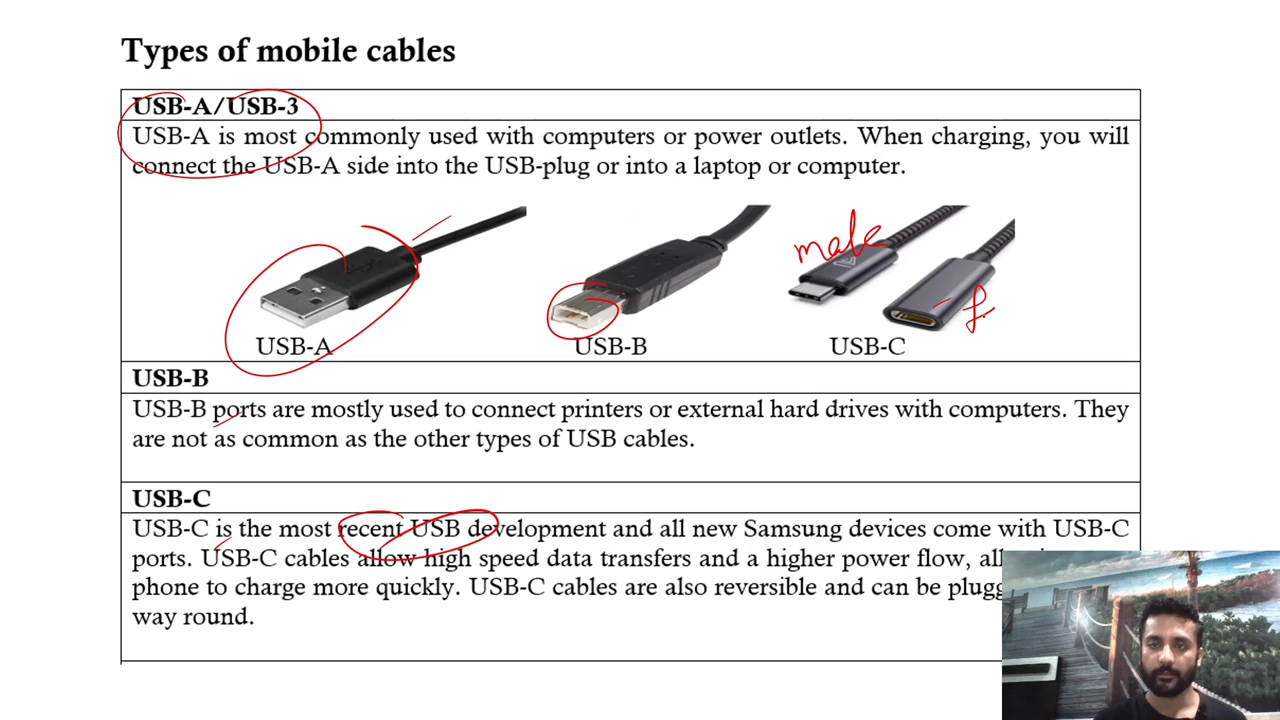 Types of mobile cables
USB-A/USB-3
USB-A is most commonly used with computers or power outlets. When charging, you will
connect the USB-A side into the USB-plug or into a laptop or computer.
male
f.
USB-A USB-B USB-C
USB-B
USB-B ports are mostly used to connect printers or external hard drives with computers. They
are not as common as the other types of USB cables.
USB-C
USB-C is the most recent USB development and all new Samsung devices come with USB-C
ports. USB-C cables allow high speed data transfers and a higher power flow,
phone to charge more quickly. USB-C cables are also reversible and can be
way round.